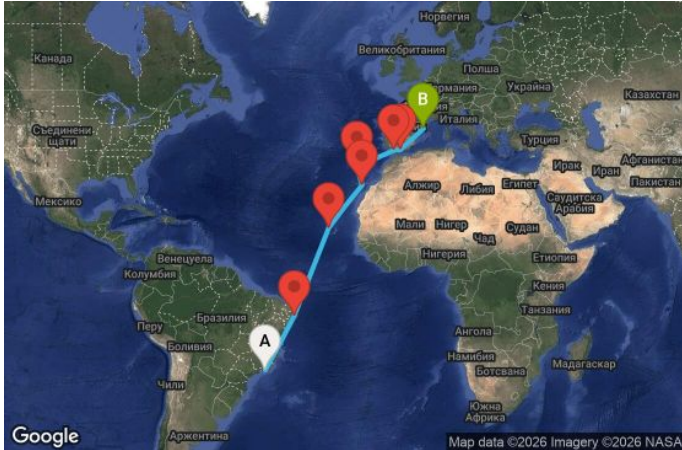 Норвегия
Канада
Великобритания
Полша
Украйна
Казахстан
B
Италия
Съединени
щати
Турция
Ирак
Иран
Афганистан
Пакистан
Алжир
Либия
Египет
Саудитска
Арабия
Мексико
Мали
Нигер
Чад
Судан
Нигерия
Етиопия
Венецуела
Колумбия
Кения
Танзания
Бразилия
Перу
A
Ангола
Боливия
Намибия
Ботсвана
Мадагаскар
Чили
Южна
Африка
Аржентина
Google
Map data ©2026 Imagery ©2026 NASA